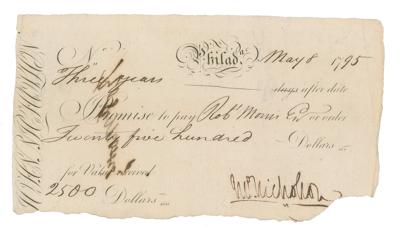 No. Philada. May 8 1795
Three years days after date
I Promise to pay Robt Morris Esqr or order
Twenty five hundred Dollars
for Value received
2500 Dollars
Jno Nicholson